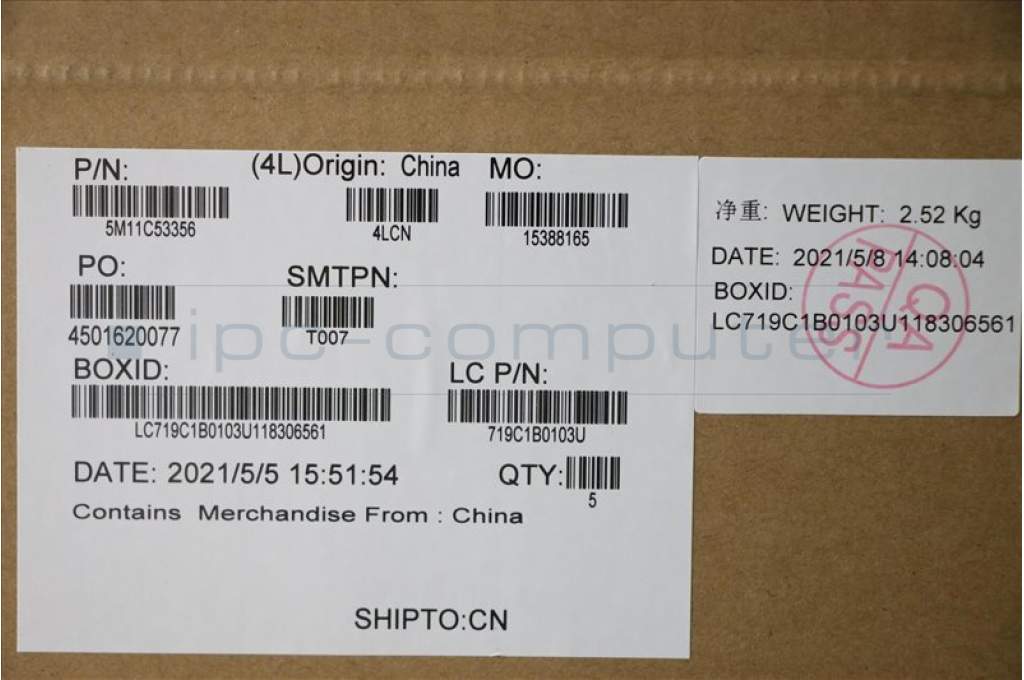 P/N: (4L)Origin: China MO:
5M11C53356 4LCN 15388165
PO: SMTPN:
4501620077 T007
BOXID: LC P/N:
LC719C1B0103U118306561 719C1B0103U
DATE: 2021/5/5 15:51:54 QTY:
5
Contains Merchandise From : China
SHIPTO:CN
净重: WEIGHT: 2.52 Kg
DATE: 2021/5/8 14:08:04
BOXID:
LC719C1B0103U118306561
QA
PASS
ipc-computer